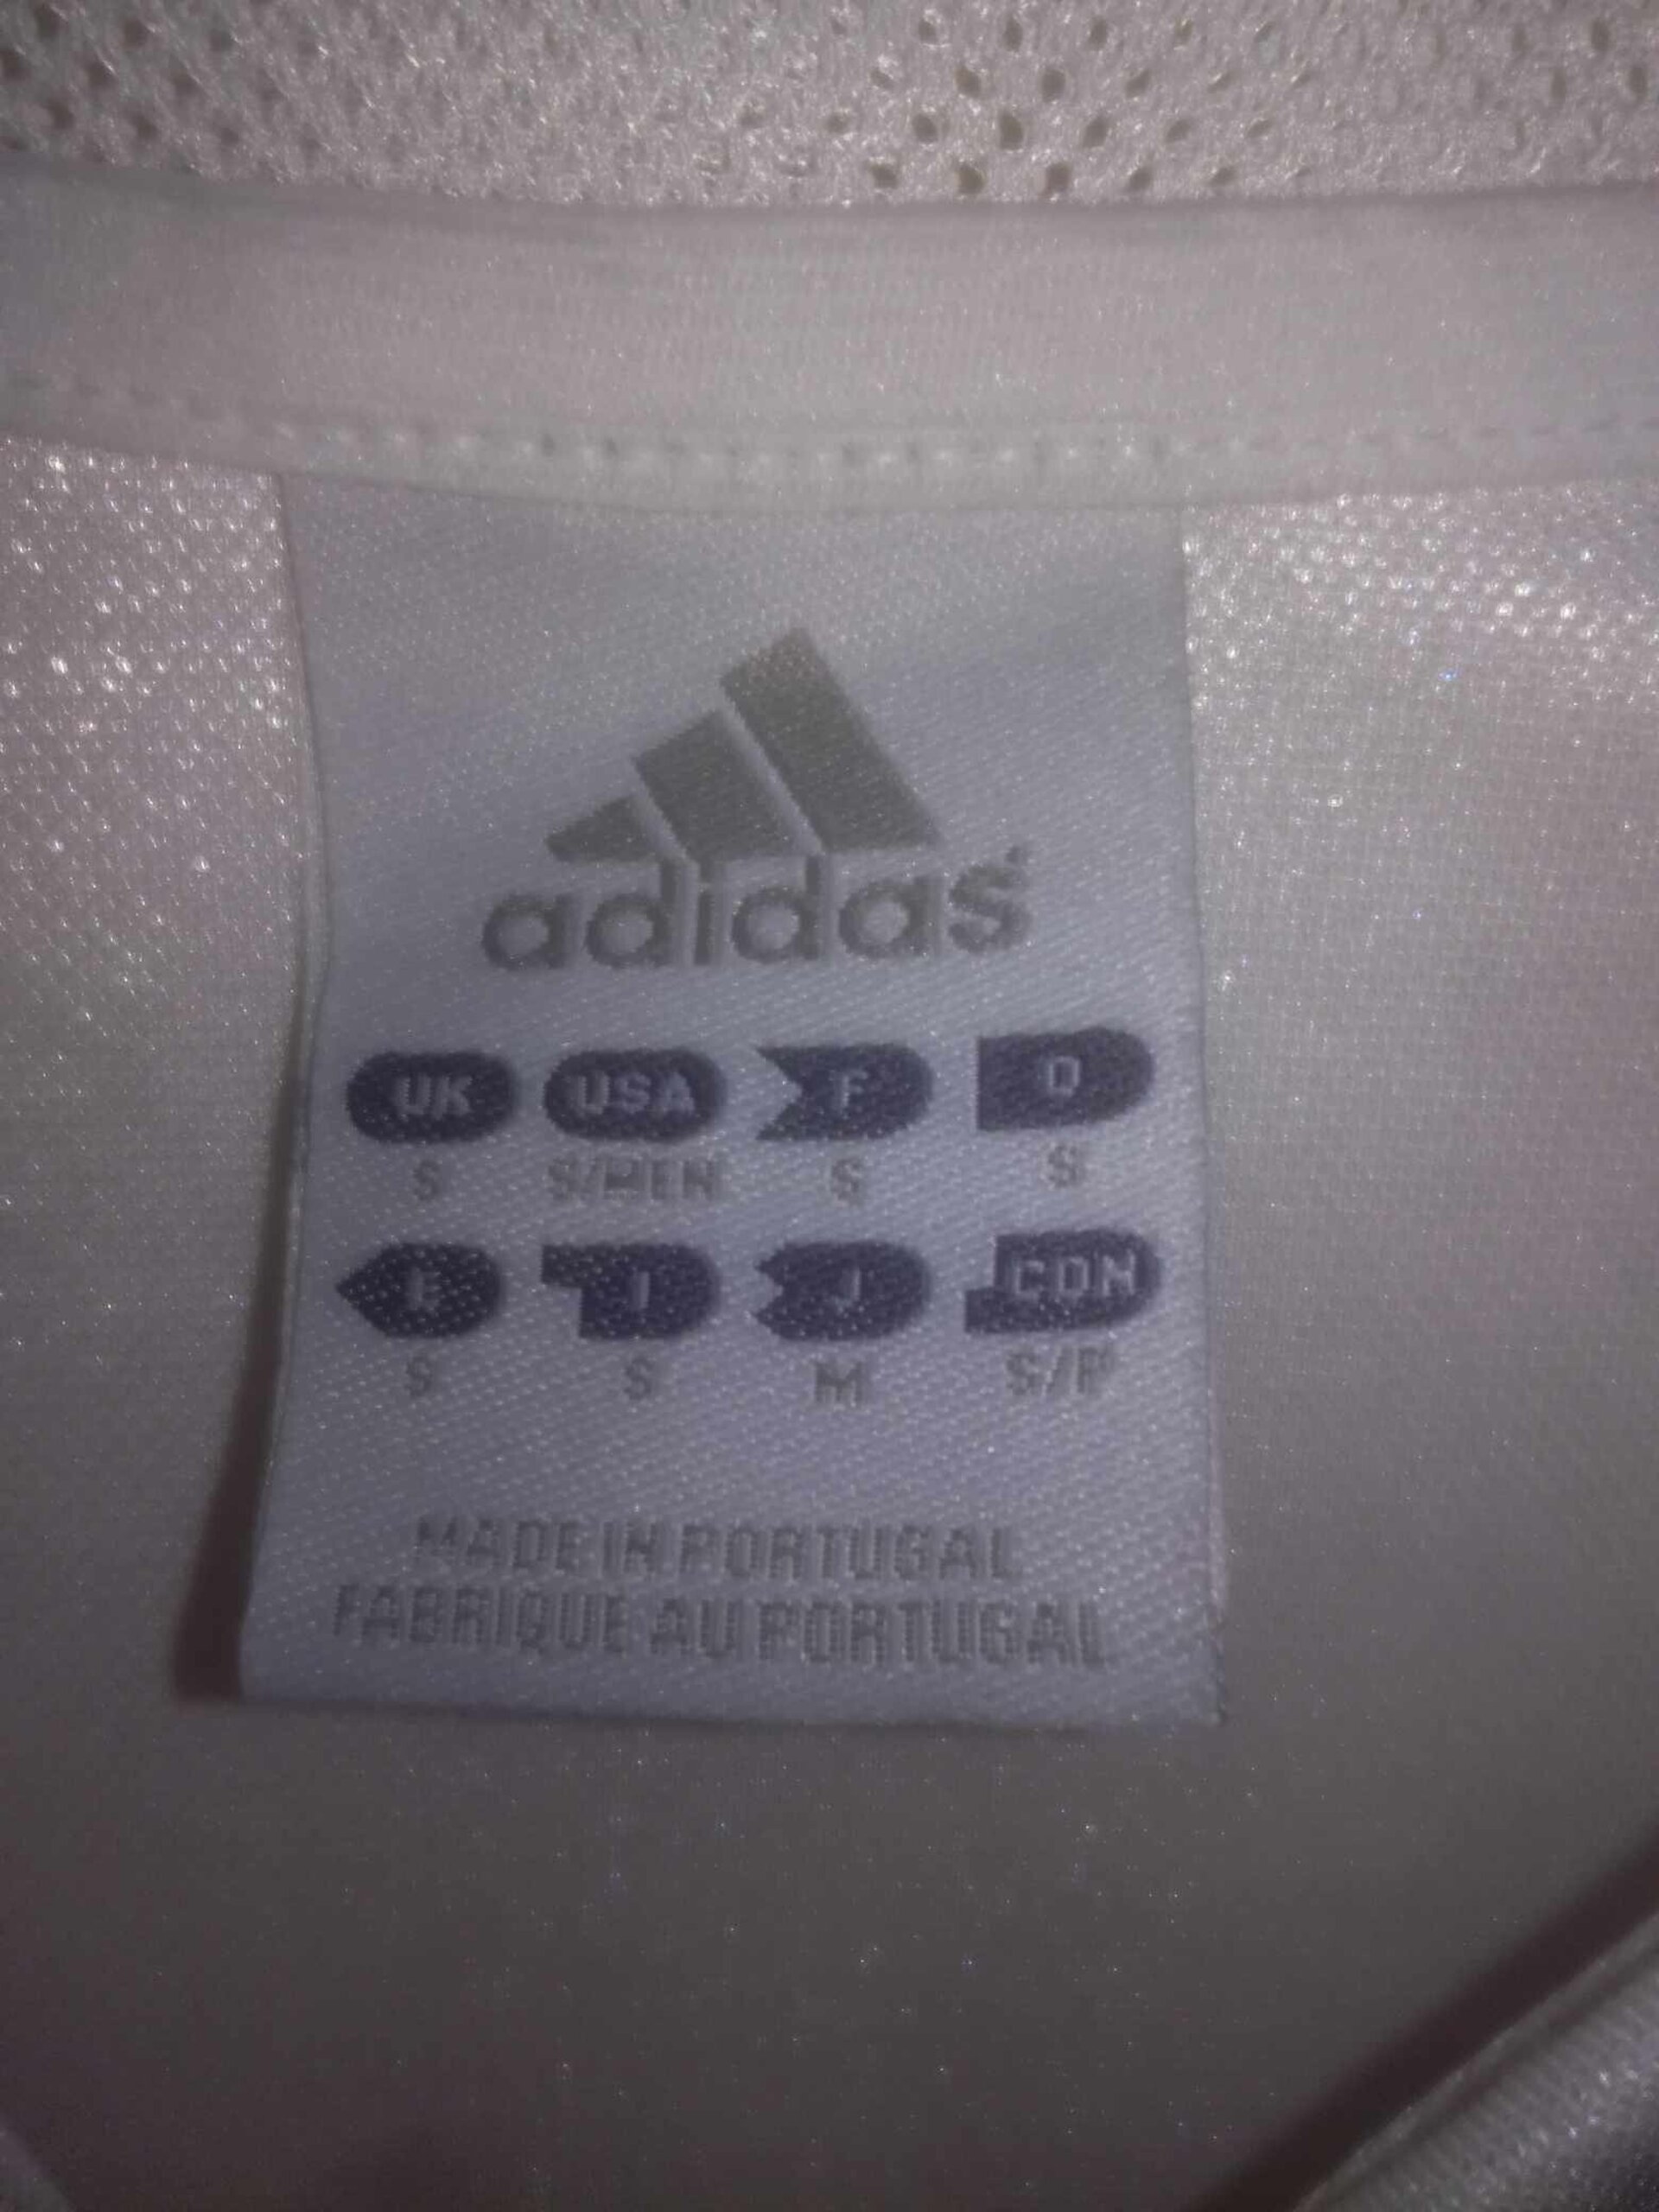 adidas
UK USA F D
S S/MEN S S
E I J CDN
S S M S/P
MADE IN PORTUGAL
FABRIQUE AU PORTUGAL